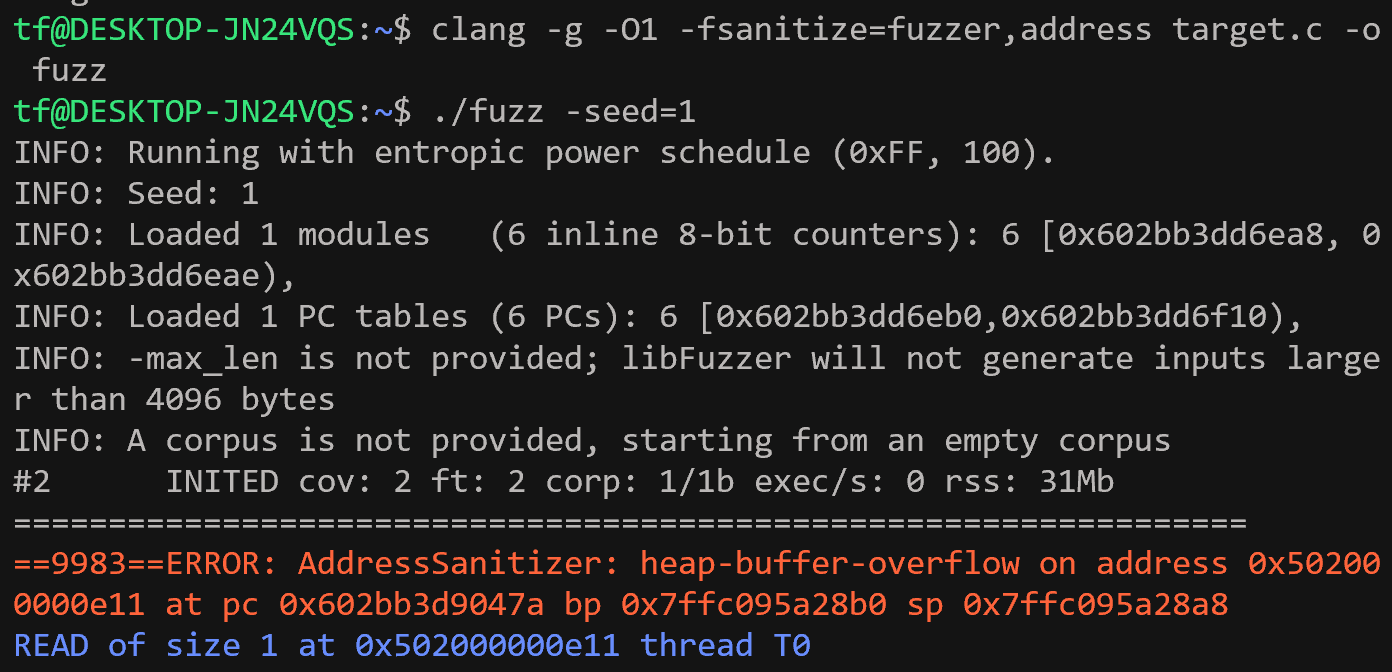 tf@DESKTOP-JN24VQS:~$ clang -g -O1 -fsanitize=fuzzer,address target.c -o
 fuzz
tf@DESKTOP-JN24VQS:~$ ./fuzz -seed=1
INFO: Running with entropic power schedule (0xFF, 100).
INFO: Seed: 1
INFO: Loaded 1 modules   (6 inline 8-bit counters): 6 [0x602bb3dd6ea8, 0
x602bb3dd6eae),
INFO: Loaded 1 PC tables (6 PCs): 6 [0x602bb3dd6eb0,0x602bb3dd6f10),
INFO: -max_len is not provided; libFuzzer will not generate inputs large
r than 4096 bytes
INFO: A corpus is not provided, starting from an empty corpus
#2      INITED cov: 2 ft: 2 corp: 1/1b exec/s: 0 rss: 31Mb
=================================================================
==9983==ERROR: AddressSanitizer: heap-buffer-overflow on address 0x50200
0000e11 at pc 0x602bb3d9047a bp 0x7ffc095a28b0 sp 0x7ffc095a28a8
READ of size 1 at 0x502000000e11 thread T0